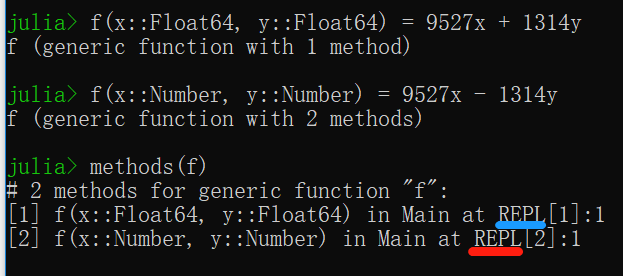 julia> f(x::Float64, y::Float64) = 9527x + 1314y
f (generic function with 1 method)
julia> f(x::Number, y::Number) = 9527x - 1314y
f (generic function with 2 methods)
julia> methods(f)
# 2 methods for generic function "f":
[1] f(x::Float64, y::Float64) in Main at REPL[1]:1
[2] f(x::Number, y::Number) in Main at REPL[2]:1